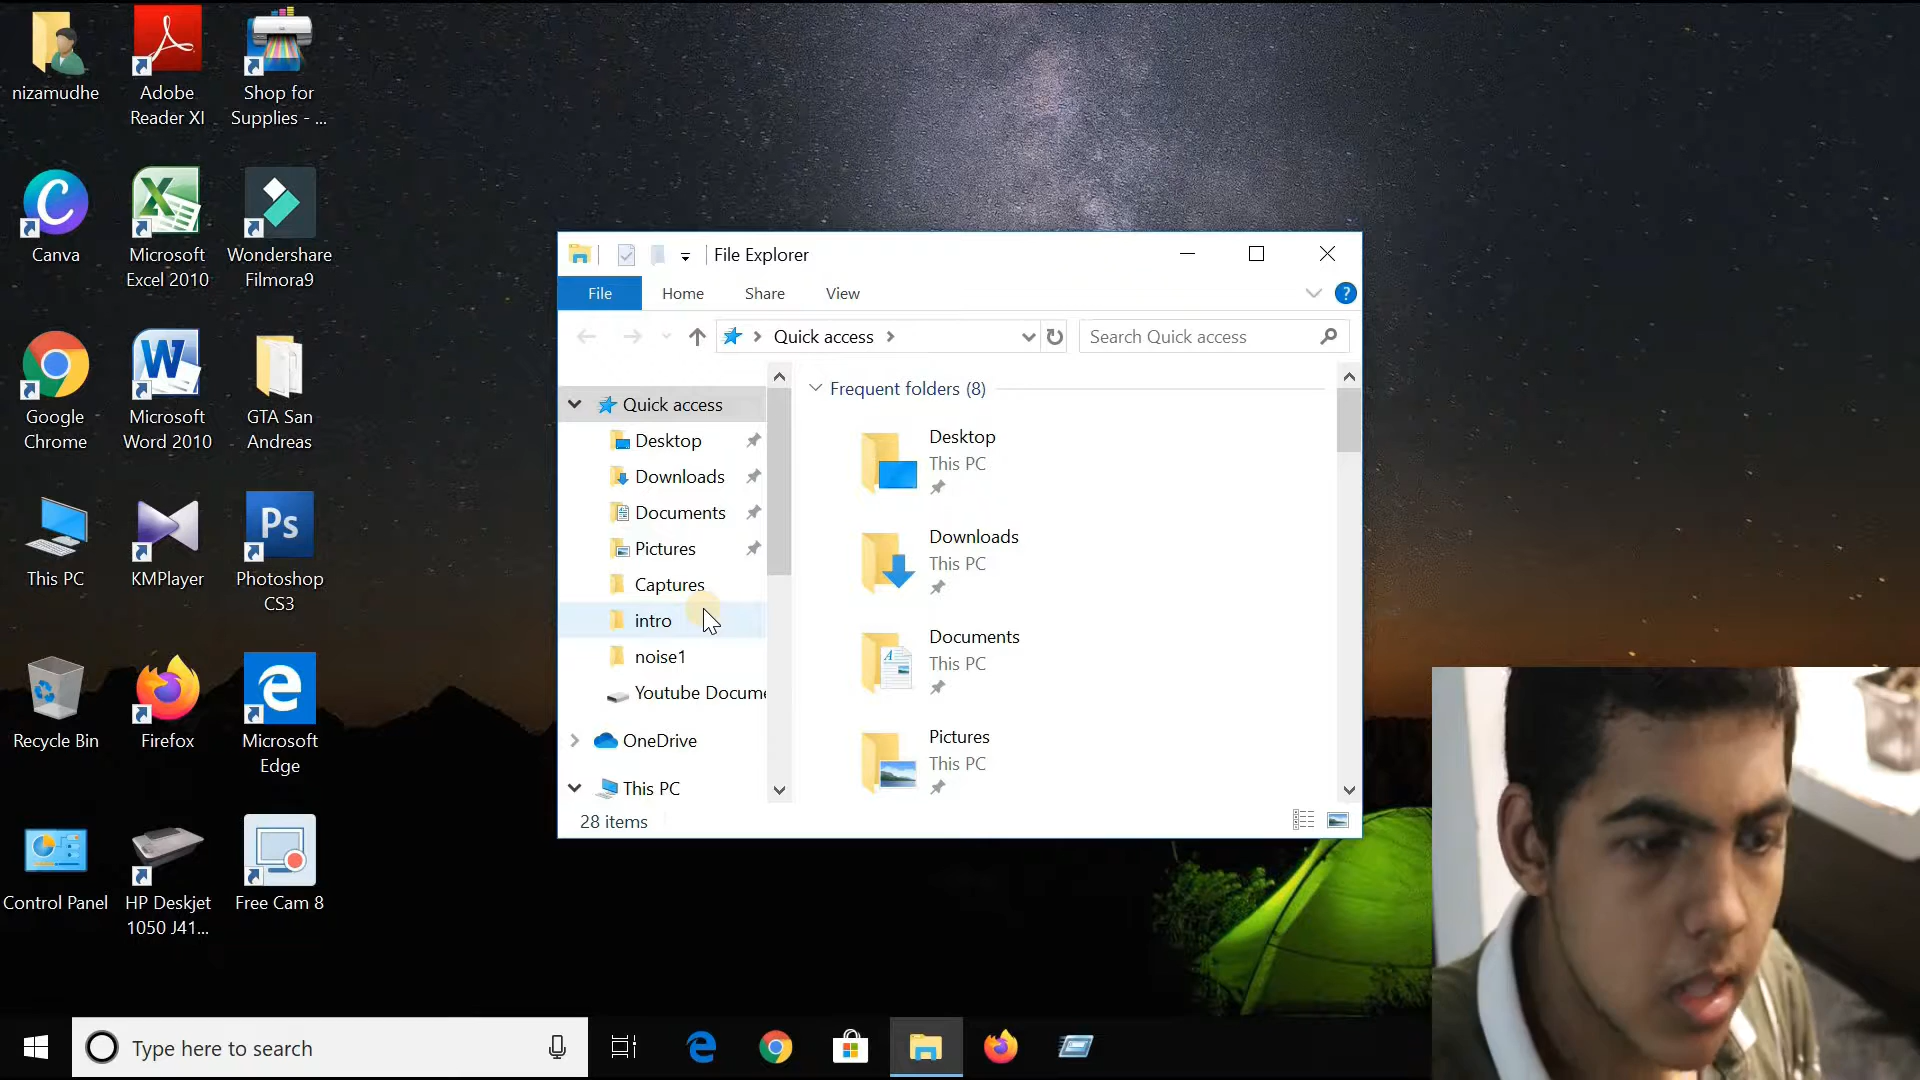 nizamudhe
Adobe
Reader XI
Shop for
Supplies - ...
Canva
Microsoft
Excel 2010
Wondershare
Filmora9
Google
Chrome
Microsoft
Word 2010
GTA San
Andreas
This PC
KMPlayer
Ps
Photoshop
CS3
Recycle Bin
Firefox
Microsoft
Edge
Control Panel
HP Deskjet
1050 J41...
Free Cam 8
File Explorer
File
Home
Share
View
?
Quick access
Search Quick access
Quick access
Desktop
Downloads
Documents
Pictures
Captures
intro
noise1
Youtube Docume
OneDrive
This PC
Frequent folders (8)
Desktop
This PC
Downloads
This PC
Documents
This PC
Pictures
This PC
28 items
Type here to search